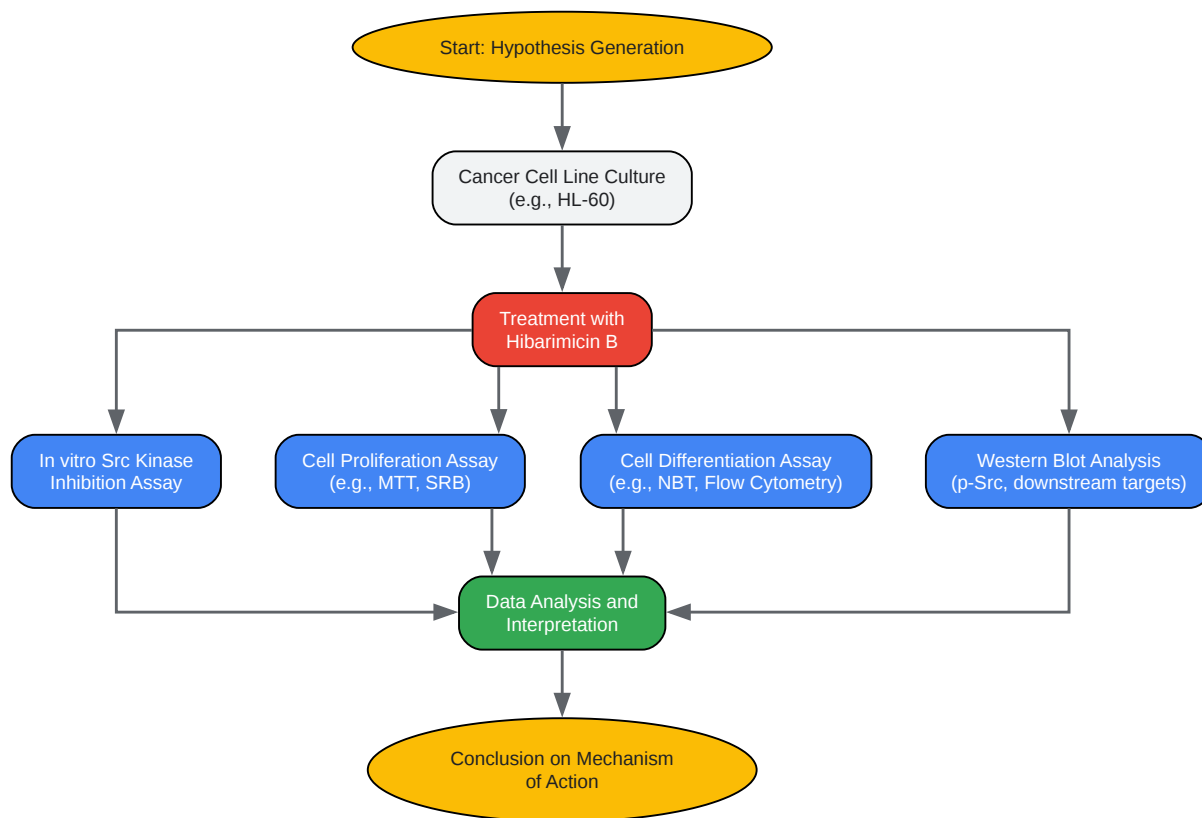 Start: Hypothesis Generation
Cancer Cell Line Culture
(e.g., HL-60)
Treatment with
Hibarimicin B
In vitro Src Kinase
Inhibition Assay
Cell Proliferation Assay
(e.g., MTT, SRB)
Cell Differentiation Assay
(e.g., NBT, Flow Cytometry)
Western Blot Analysis
(p-Src, downstream targets)
Data Analysis and
Interpretation
Conclusion on Mechanism
of Action